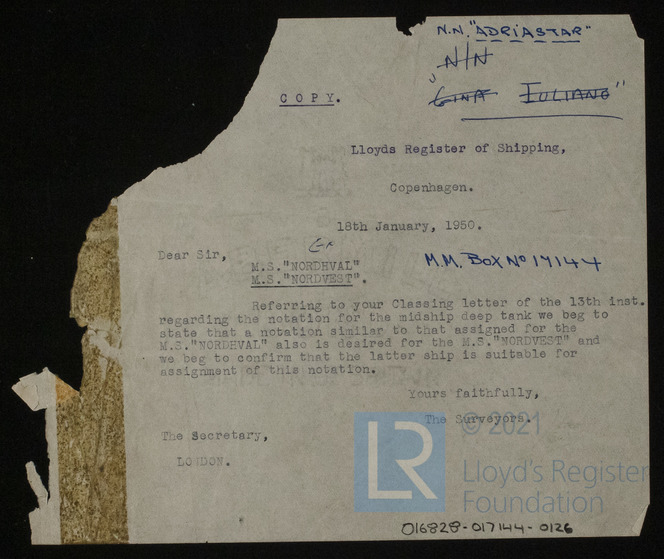 N.N. "ADRIASTAR"
N/N
"GINA IULIANO"
COPY.
Lloyds Register of Shipping,
Copenhagen.
18th January, 1950.
Dear Sir,
M.S."NORDHVAL"
M.S."NORDVEST".
M.M. BOX No 17144
Referring to your Classing letter of the 13th inst.
regarding the notation for the midship deep tank we beg to
state that a notation similar to that assigned for the
M.S."NORDHVAL" also is desired for the M.S."NORDVEST" and
we beg to confirm that the latter ship is suitable for
assignment of this notation.
Yours faithfully,
The Surveyors.
The Secretary,
LONDON.
LR
© 2021
Lloyd's Register
Foundation
016828-017144-0126